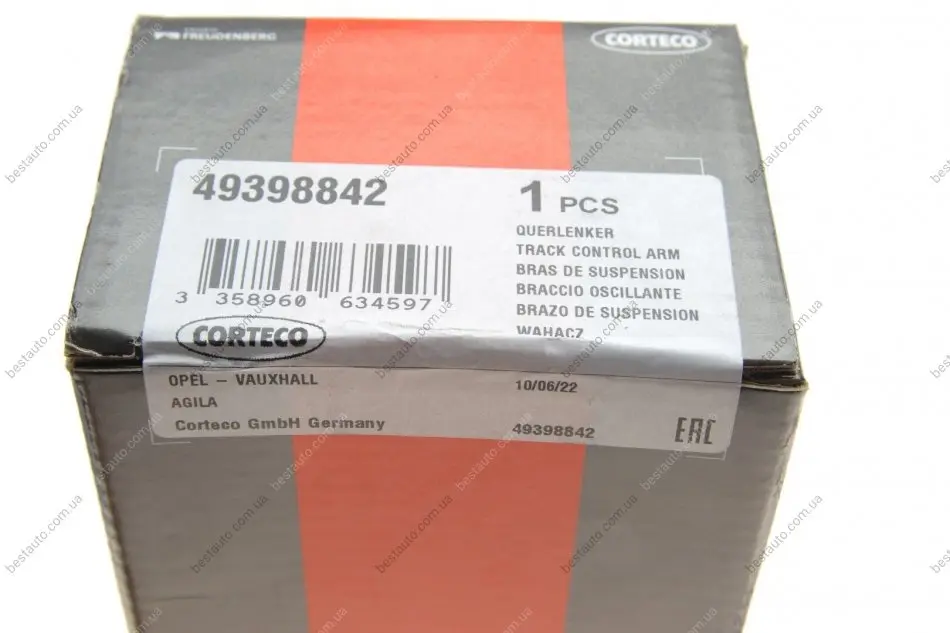 FREUDENBERG
CORTECO
49398842
1 PCS
QUERLENKER
TRACK CONTROL ARM
BRAS DE SUSPENSION
BRACCIO OSCILLANTE
BRAZO DE SUSPENSION
WAHACZ
3 358960 634597
CORTECO
OPEL - VAUXHALL
10/06/22
AGILA
Corteco GmbH Germany
49398842
EAC
bestauto.com.ua